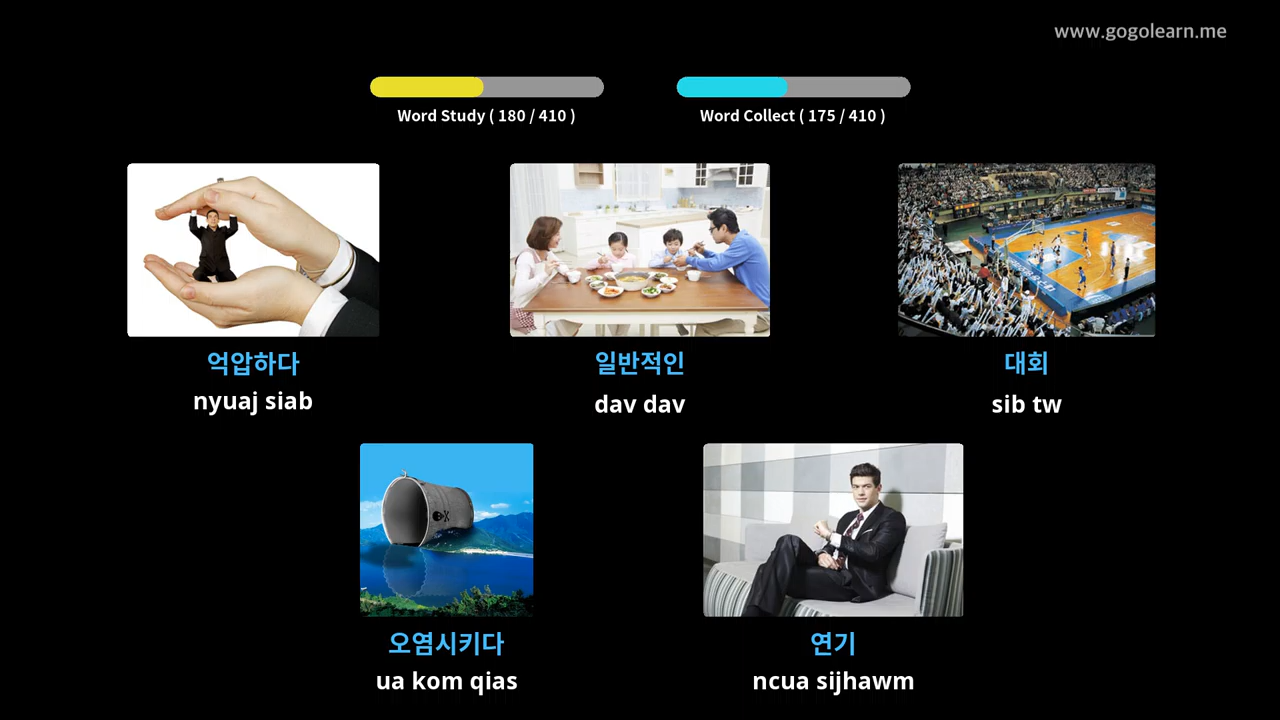 www.gogolearn.me
Word Study ( 180 / 410 )
Word Collect ( 175 / 410 )
억압하다
nyuaj siab
일반적인
dav dav
대회
sib tw
오염시키다
ua kom qias
연기
ncua sijhawm